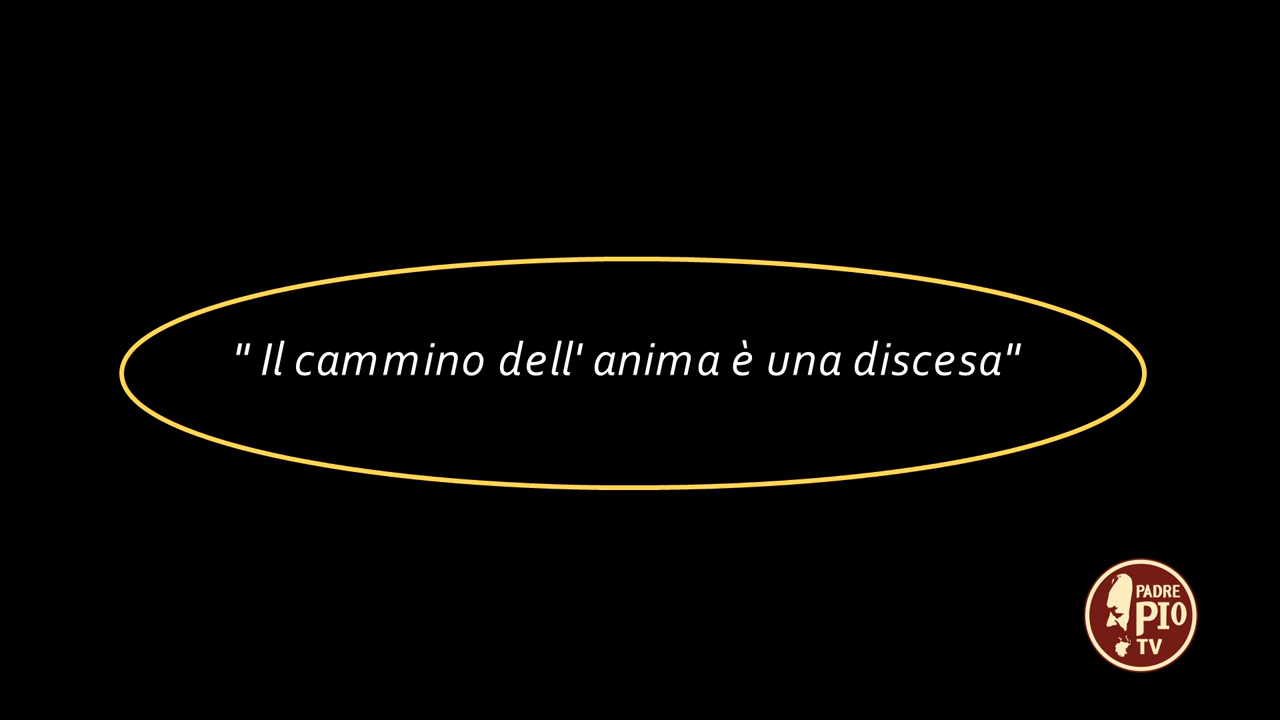 " Il cammino dell' anima è una discesa"
PADRE
PIO
TV